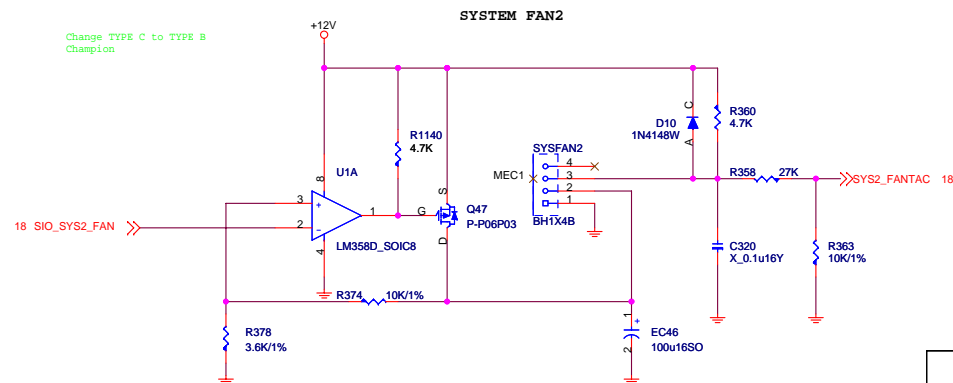 SYSTEM FAN2
Change TYPE C to TYPE B
Champion
+12V
R1140
4.7K
D10
1N4148W
C
A
R360
4.7K
SYSFAN2
MEC1
4
3
2
1
BH1X4B
R358
27K
SYS2_FANTAC 18
U1A
8
3
+
2
-
1
4
LM358D_SOIC8
18 SIO_SYS2_FAN
G
S
D
Q47
P-P06P03
C320
X_0.1u16Y
R363
10K/1%
R374
10K/1%
R378
3.6K/1%
1
+
2
EC46
100u16SO